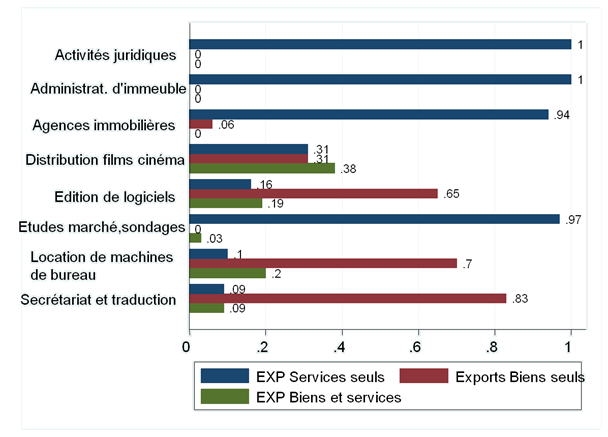 Activités juridiques
1
0
0
Administrat. d'immeuble
1
0
0
Agences immobilières
.94
.06
0
Distribution films cinéma
.31
.31
.38
Edition de logiciels
.16
.65
.19
Etudes marché,sondages
.97
0
.03
Location de machines
de bureau
.1
.7
.2
Secrétariat et traduction
.09
.83
.09
0 .2 .4 .6 .8 1
EXP Services seuls Exports Biens seuls
EXP Biens et services